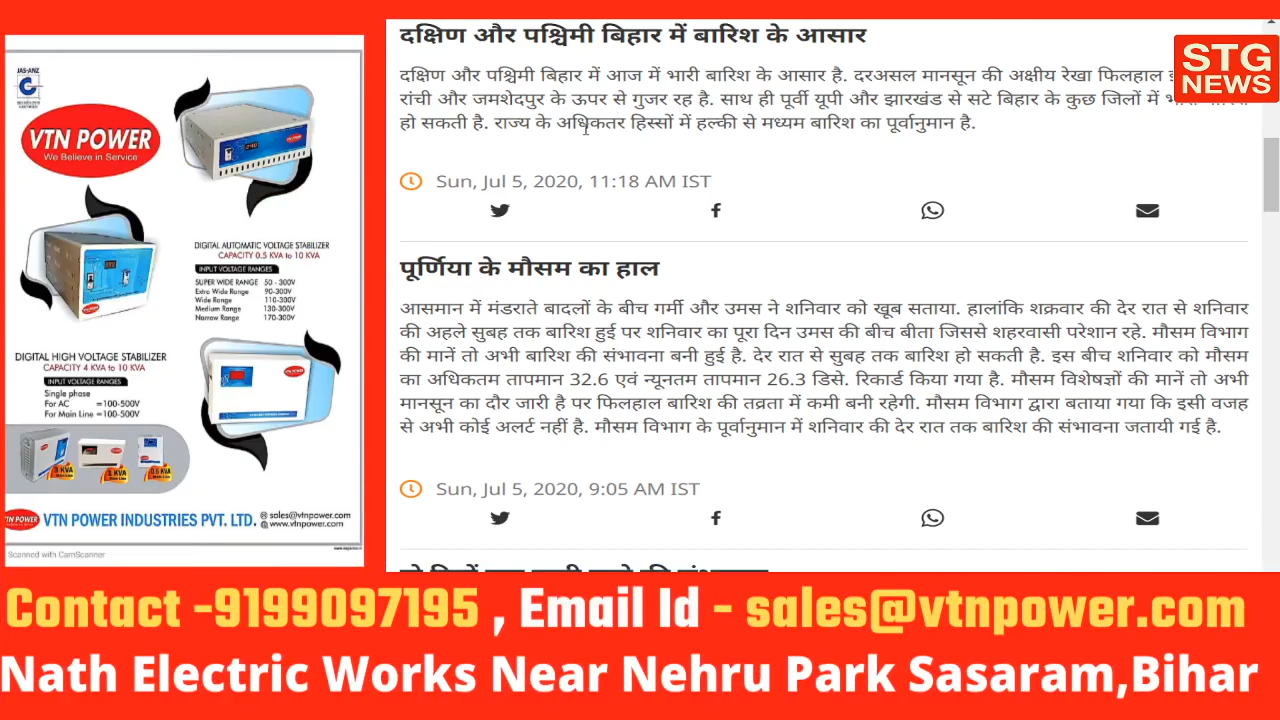 JAS-ANZ
VTN POWER
We Believe in Service
DIGITAL AUTOMATIC VOLTAGE STABILIZER
CAPACITY 0.5 KVA to 10 KVA
INPUT VOLTAGE RANGES
SUPER WIDE RANGE 50 - 300V
Extra Wide Range 90-300V
Wide Range 110-300V
Medium Range 130-300V
Narrow Range 170-300V
DIGITAL HIGH VOLTAGE STABILIZER
CAPACITY 4 KVA to 10 KVA
INPUT VOLTAGE RANGES
Single phase
For AC =100-500V
For Main Line =100-500V
VTN POWER INDUSTRIES PVT. LTD.
sales@vtnpower.com
www.vtnpower.com
Scanned with CamScanner
दक्षिण और पश्चिमी बिहार में बारिश के आसार
दक्षिण और पश्चिमी बिहार में आज में भारी बारिश के आसार है. दरअसल मानसून की अक्षीय रेखा फिलहाल
रांची और जमशेदपुर के ऊपर से गुजर रह है. साथ ही पूर्वी यूपी और झारखंड से सटे बिहार के कुछ जिलों में
हो सकती है. राज्य के अधिकतर हिस्सों में हल्की से मध्यम बारिश का पूर्वानुमान है.
Sun, Jul 5, 2020, 11:18 AM IST
पूर्णिया के मौसम का हाल
आसमान में मंडराते बादलों के बीच गर्मी और उमस ने शनिवार को खूब सताया. हालांकि शक्रवार की देर रात से शनिवार
की अहले सुबह तक बारिश हुई पर शनिवार का पूरा दिन उमस की बीच बीता जिससे शहरवासी परेशान रहे. मौसम विभाग
की मानें तो अभी बारिश की संभावना बनी हुई है. देर रात से सुबह तक बारिश हो सकती है. इस बीच शनिवार को मौसम
का अधिकतम तापमान 32.6 एवं न्यूनतम तापमान 26.3 डिसे. रिकार्ड किया गया है. मौसम विशेषज्ञों की मानें तो अभी
मानसून का दौर जारी है पर फिलहाल बारिश की तव्रता में कमी बनी रहेगी. मौसम विभाग द्वारा बताया गया कि इसी वजह
से अभी कोई अलर्ट नहीं है. मौसम विभाग के पूर्वानुमान में शनिवार की देर रात तक बारिश की संभावना जतायी गई है.
Sun, Jul 5, 2020, 9:05 AM IST
STG
NEWS
Contact -9199097195 , Email Id - sales@vtnpower.com
Nath Electric Works Near Nehru Park Sasaram,Bihar